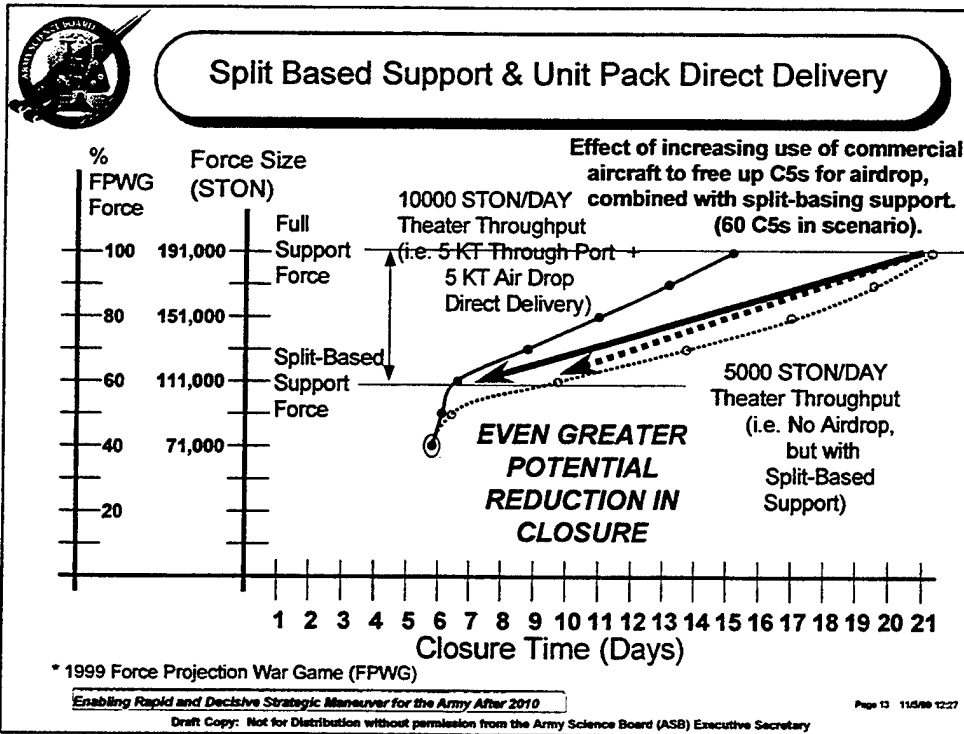 ARMY SCIENCE BOARD
Split Based Support & Unit Pack Direct Delivery
%
FPWG
Force
Force Size
(STON)
Effect of increasing use of commercial
aircraft to free up C5s for airdrop,
combined with split-basing support.
(60 C5s in scenario).
10000 STON/DAY
Theater Throughput
(i.e. 5 KT Through Port +
5 KT Air Drop
Direct Delivery)
Full
Support
Force
100
191,000
80
151,000
Split-Based
Support
Force
60
111,000
40
71,000
20
5000 STON/DAY
Theater Throughput
(i.e. No Airdrop,
but with
Split-Based
Support)
EVEN GREATER
POTENTIAL
REDUCTION IN
CLOSURE
1 2 3 4 5 6 7 8 9 10 11 12 13 14 15 16 17 18 19 20 21
Closure Time (Days)
* 1999 Force Projection War Game (FPWG)
Enabling Rapid and Decisive Strategic Maneuver for the Army After 2010
Page 13 12:27
Draft Copy: Not for Distribution without permission from the Army Science Board (ASB) Executive Secretary